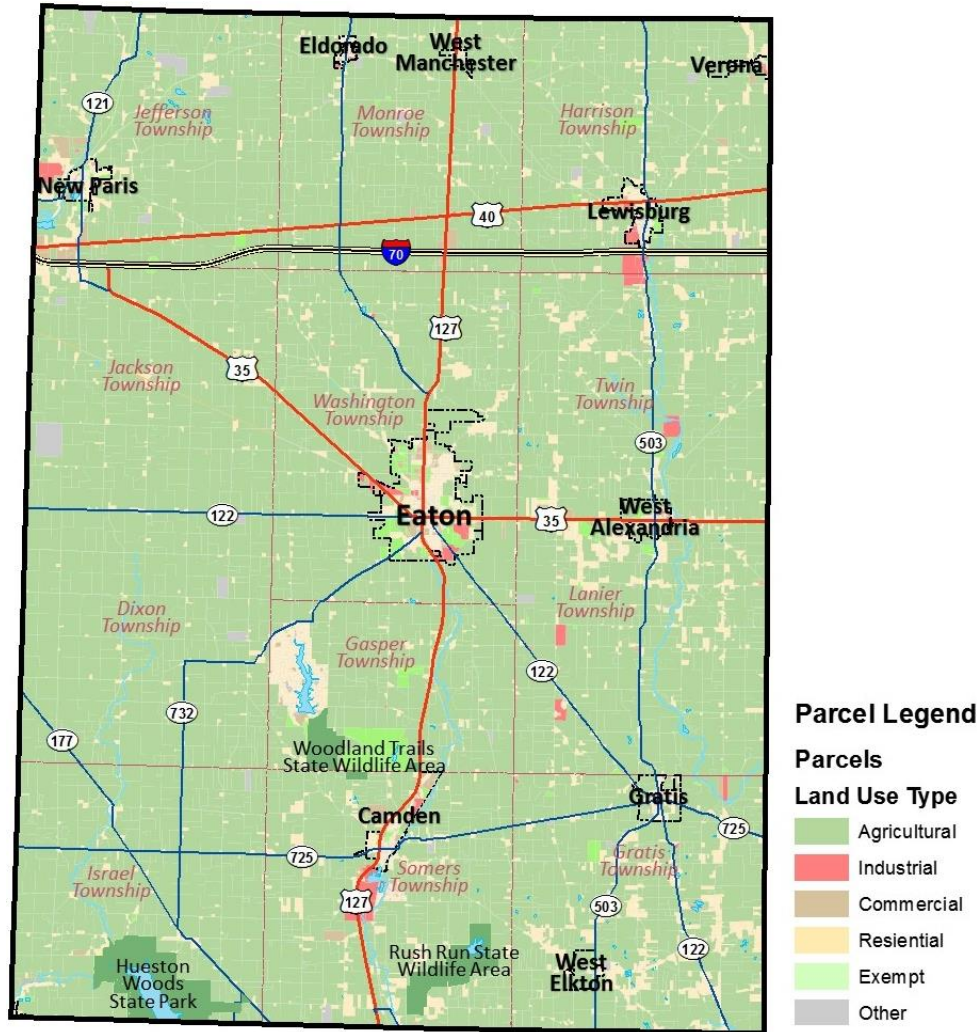 Eldorado
West
Manchester
Verona
121
Jefferson
Township
Monroe
Township
Harrison
Township
New Paris
40
Lewisburg
70
127
Jackson
Township
35
Washington
Township
Twin
Township
503
122
Eaton
35
West
Alexandria
Dixon
Township
Lanier
Township
Gasper
Township
122
732
177
Woodland Trails
State Wildlife Area
Camden
Gratis
725
725
Israel
Township
Somers
Township
Gratis
Township
127
503
122
Hueston
Woods
State Park
Rush Run State
Wildlife Area
West
Elkton
Parcel Legend
Parcels
Land Use Type
Agricultural
Industrial
Commercial
Resiential
Exempt
Other